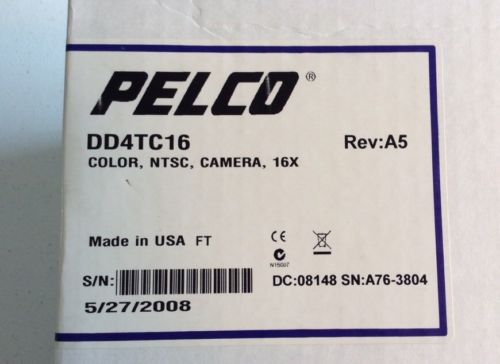 PELCO®
DD4TC16 Rev:A5
COLOR, NTSC, CAMERA, 16X
Made in USA FT CE
N15007
S/N: DC:08148 SN:A76-3804
5/27/2008